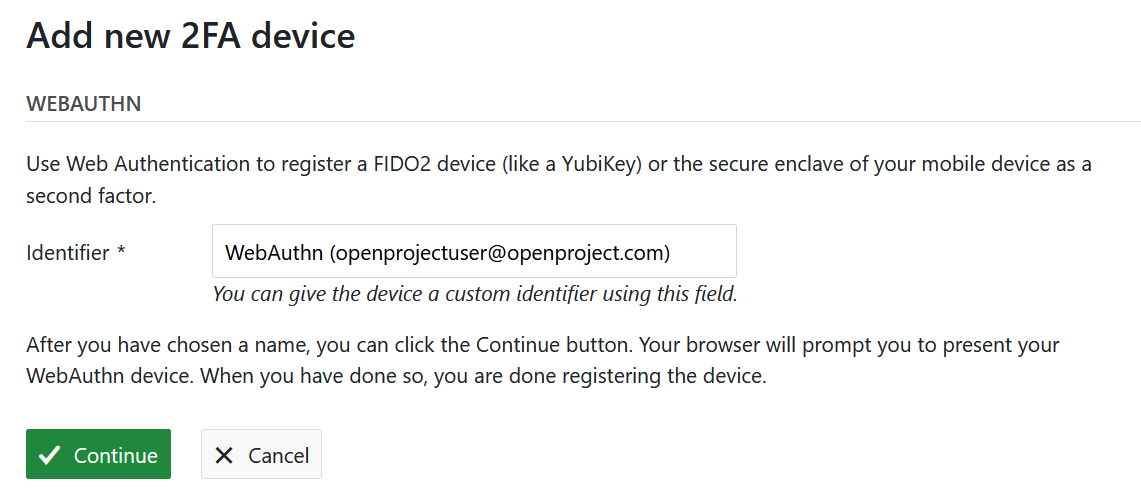 Add new 2FA device
WEBAUTHN
Use Web Authentication to register a FIDO2 device (like a YubiKey) or the secure enclave of your mobile device as a
second factor.
Identifier *
WebAuthn (openprojectuser@openproject.com)
You can give the device a custom identifier using this field.
After you have chosen a name, you can click the Continue button. Your browser will prompt you to present your
WebAuthn device. When you have done so, you are done registering the device.
Continue
Cancel